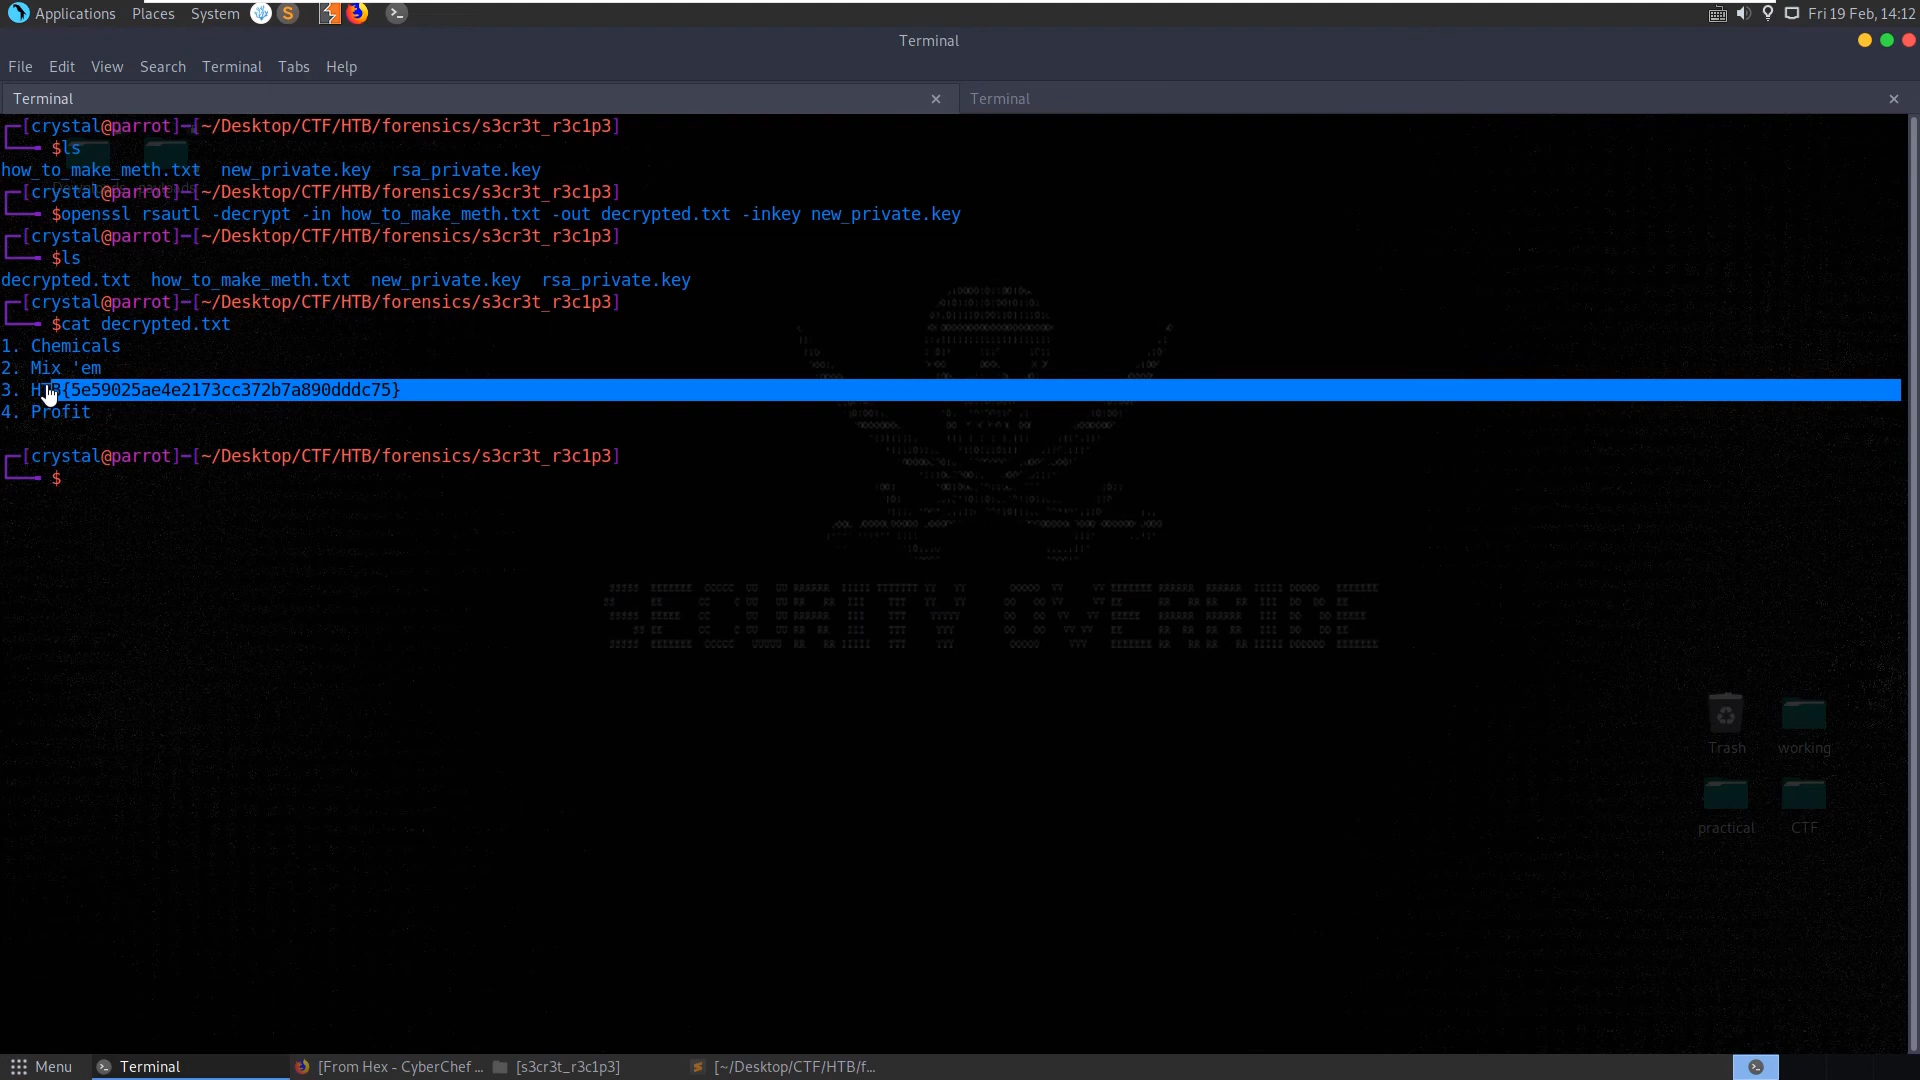 Applications Places System Fri 19 Feb, 14:12
Terminal
File Edit View Search Terminal Tabs Help
Terminal Terminal
[crystal@parrot]─[~/Desktop/CTF/HTB/forensics/s3cr3t_r3c1p3]
$ls
how_to_make_meth.txt new_private.key rsa_private.key
[crystal@parrot]─[~/Desktop/CTF/HTB/forensics/s3cr3t_r3c1p3]
$openssl rsautl -decrypt -in how_to_make_meth.txt -out decrypted.txt -inkey new_private.key
[crystal@parrot]─[~/Desktop/CTF/HTB/forensics/s3cr3t_r3c1p3]
$ls
decrypted.txt how_to_make_meth.txt new_private.key rsa_private.key
[crystal@parrot]─[~/Desktop/CTF/HTB/forensics/s3cr3t_r3c1p3]
$cat decrypted.txt
1. Chemicals
2. Mix 'em
3. HTB{5e59025ae4e2173cc372b7a890dddc75}
4. Profit
[crystal@parrot]─[~/Desktop/CTF/HTB/forensics/s3cr3t_r3c1p3]
$
SECURITY OVERRIDE
Trash working
practical CTF
Menu Terminal [From Hex - CyberChef ... [s3cr3t_r3c1p3] [~/Desktop/CTF/HTB/f...